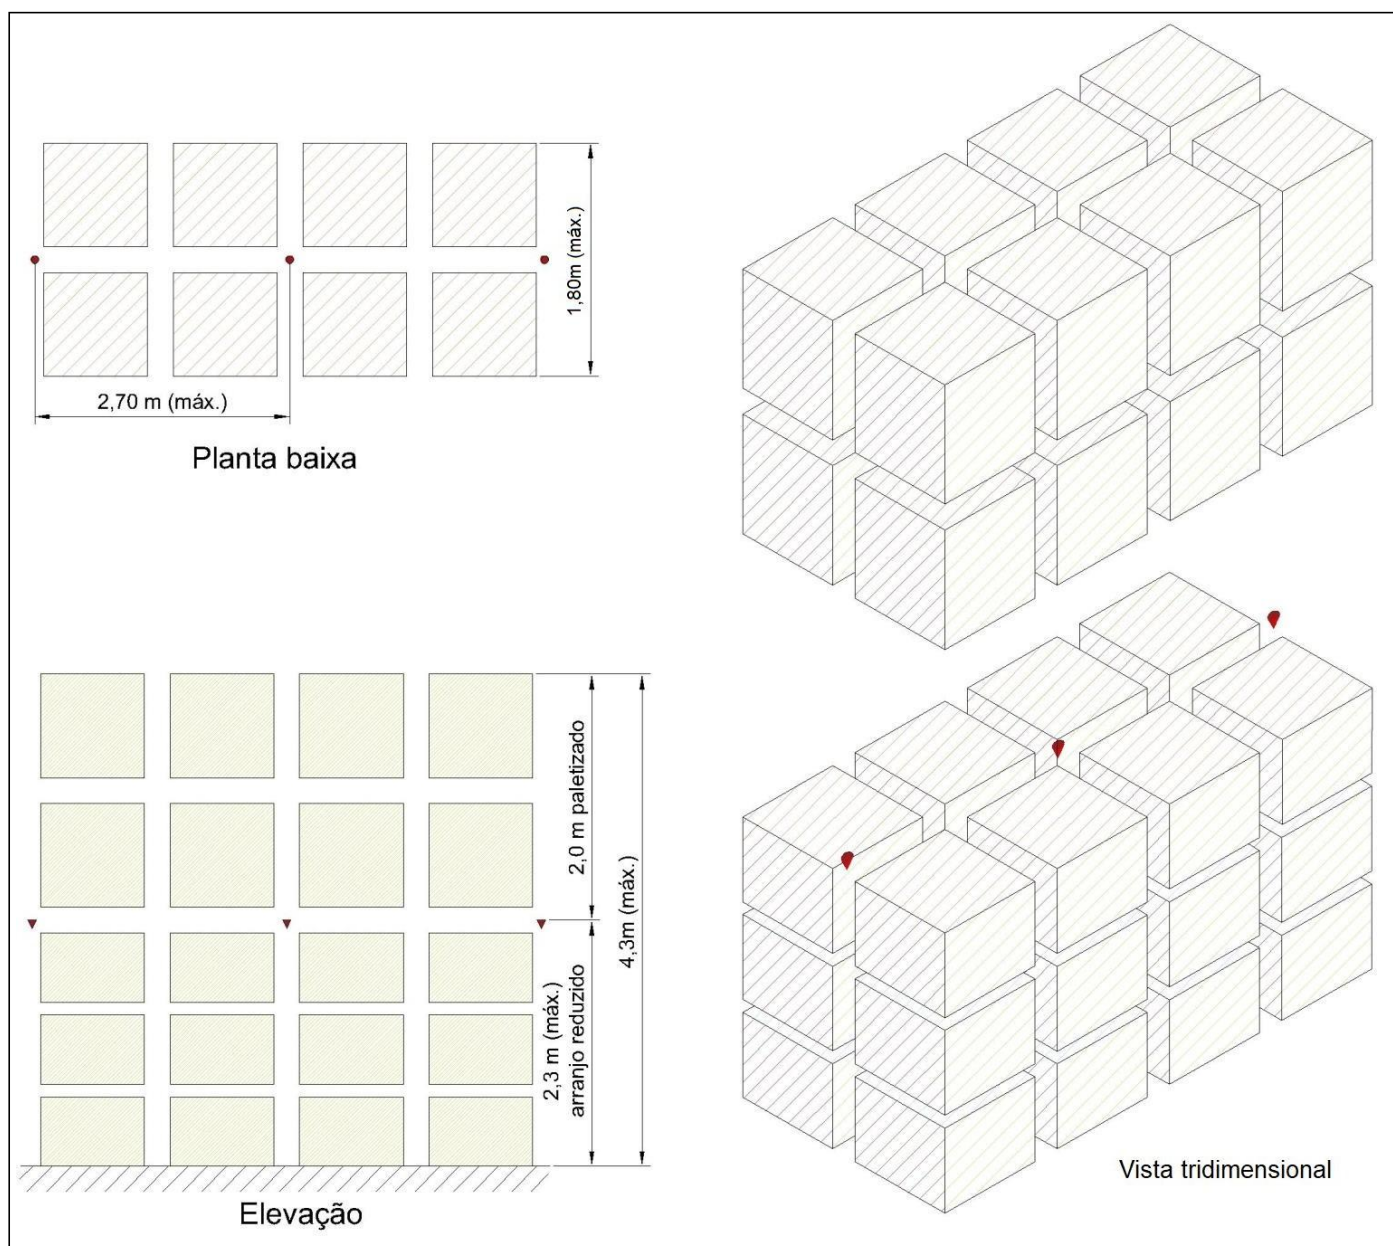 1,80m (máx.)
2,70 m (máx.)
Planta baixa
2,0 m paletizado
4,3m (máx.)
2,3 m (máx.)
arranjo reduzido
Elevação
Vista tridimensional